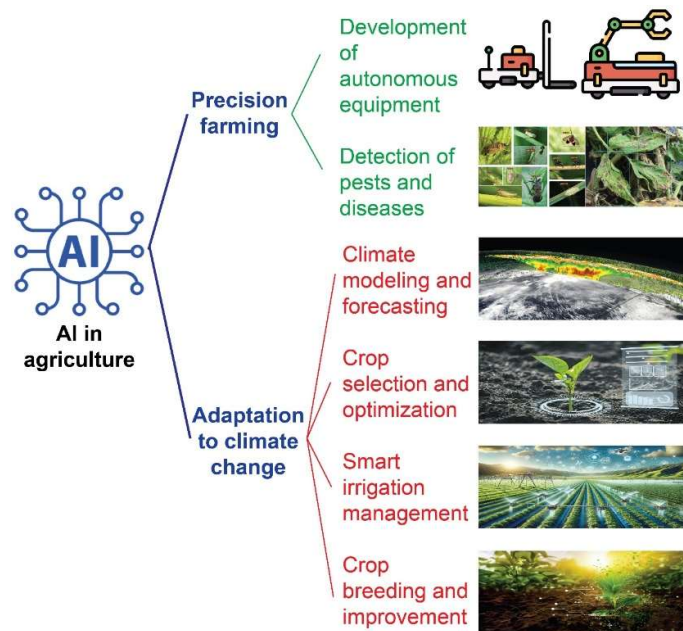 AI
AI in
agriculture
Precision
farming
Development
of
autonomous
equipment
Detection of
pests and
diseases
Adaptation
to climate
change
Climate
modeling and
forecasting
Crop
selection and
optimization
Smart
irrigation
management
Crop
breeding and
improvement